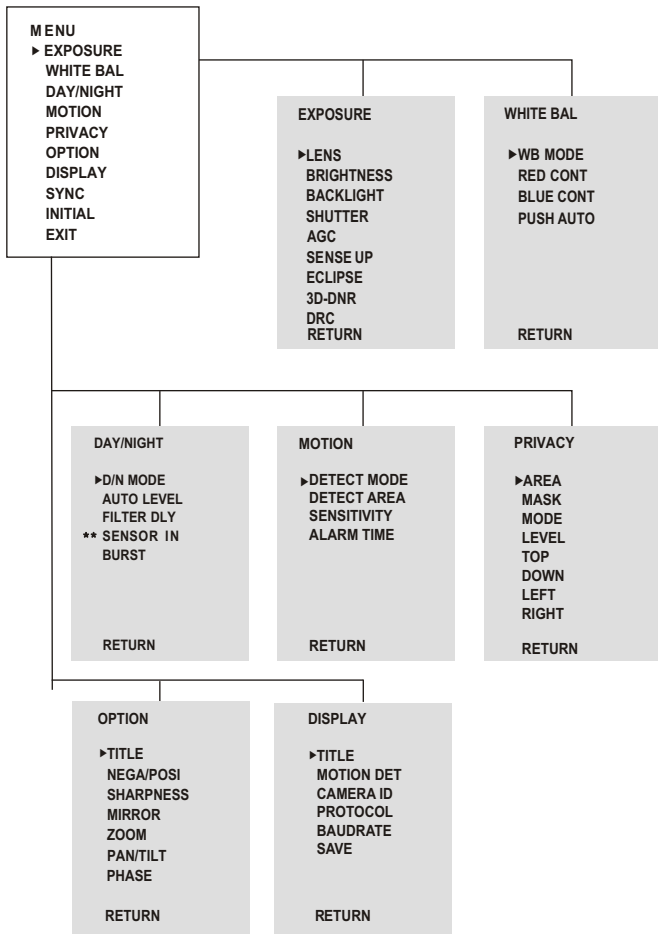 MENU
▶ EXPOSURE
WHITE BAL
DAY/NIGHT
MOTION
PRIVACY
OPTION
DISPLAY
SYNC
INITIAL
EXIT
EXPOSURE
▶LENS
BRIGHTNESS
BACKLIGHT
SHUTTER
AGC
SENSE UP
ECLIPSE
3D-DNR
DRC
RETURN
WHITE BAL
▶WB MODE
RED CONT
BLUE CONT
PUSH AUTO
RETURN
DAY/NIGHT
▶D/N MODE
AUTO LEVEL
FILTER DLY
** SENSOR IN
BURST
RETURN
MOTION
▶DETECT MODE
DETECT AREA
SENSITIVITY
ALARM TIME
RETURN
PRIVACY
▶AREA
MASK
MODE
LEVEL
TOP
DOWN
LEFT
RIGHT
RETURN
OPTION
▶TITLE
NEGA/POSI
SHARPNESS
MIRROR
ZOOM
PAN/TILT
PHASE
RETURN
DISPLAY
▶TITLE
MOTION DET
CAMERA ID
PROTOCOL
BAUDRATE
SAVE
RETURN